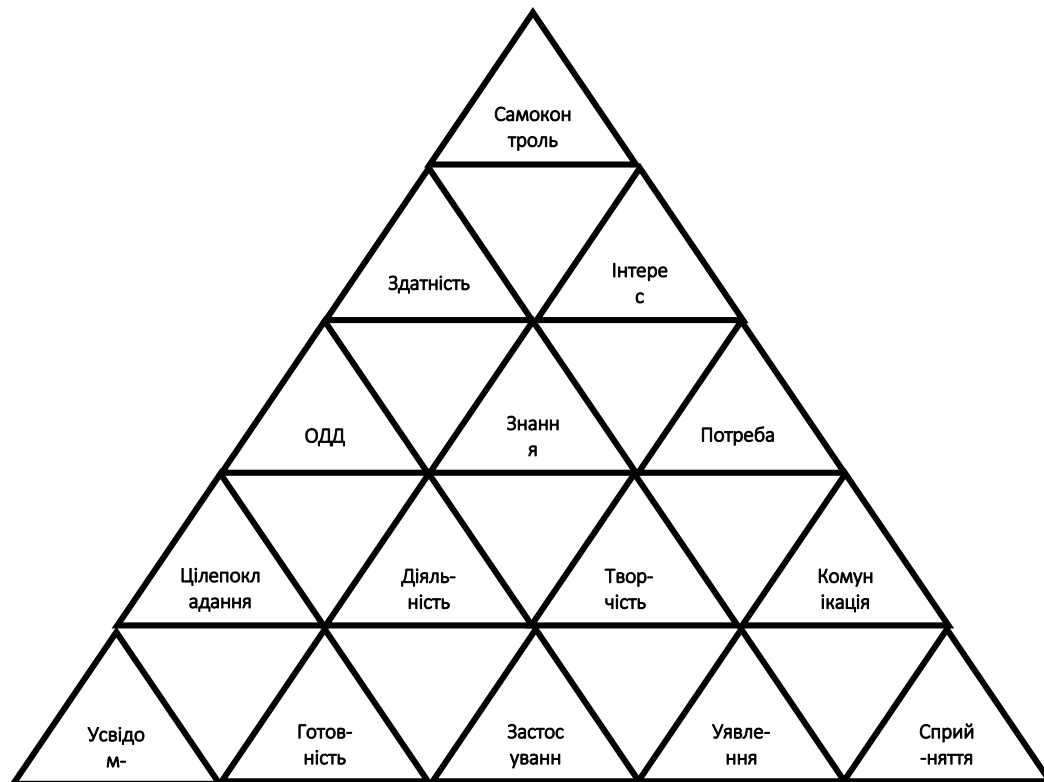 Самокон
троль
Здатність
Інтере
с
ОДД
Знанн
я
Потреба
Цілепокл
адання
Діяль-
ність
Твор-
чість
Комун
ікація
Усвідо
м-
Готов-
ність
Застос
уванн
Уявле-
ння
Сприй
-няття